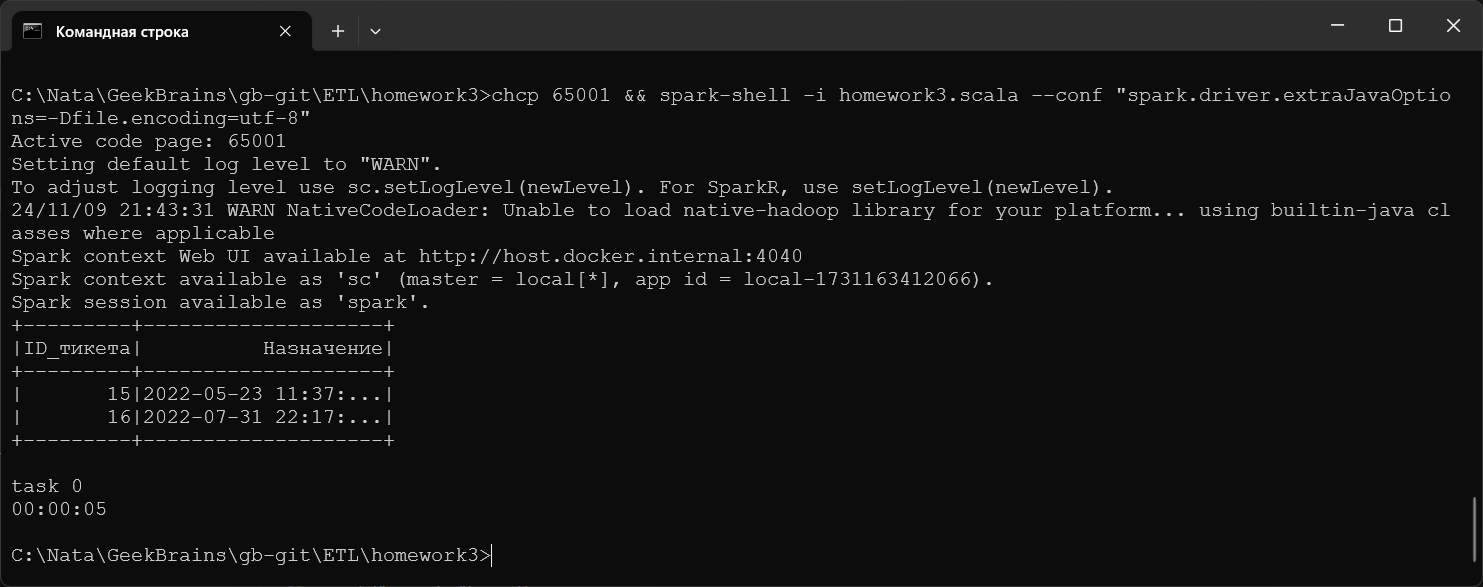 Командная строка
C:\Nata\GeekBrains\gb-git\ETL\homework3>chcp 65001 && spark-shell -i homework3.scala --conf "spark.driver.extraJavaOptio
ns=-Dfile.encoding=utf-8"
Active code page: 65001
Setting default log level to "WARN".
To adjust logging level use sc.setLogLevel(newLevel). For SparkR, use setLogLevel(newLevel).
24/11/09 21:43:31 WARN NativeCodeLoader: Unable to load native-hadoop library for your platform... using builtin-java cl
asses where applicable
Spark context Web UI available at http://host.docker.internal:4040
Spark context available as 'sc' (master = local[*], app id = local-1731163412066).
Spark session available as 'spark'.
+---------+--------------------+
|ID_тикета|          Назначение|
+---------+--------------------+
|       15|2022-05-23 11:37:...|
|       16|2022-07-31 22:17:...|
+---------+--------------------+
task 0
00:00:05
C:\Nata\GeekBrains\gb-git\ETL\homework3>